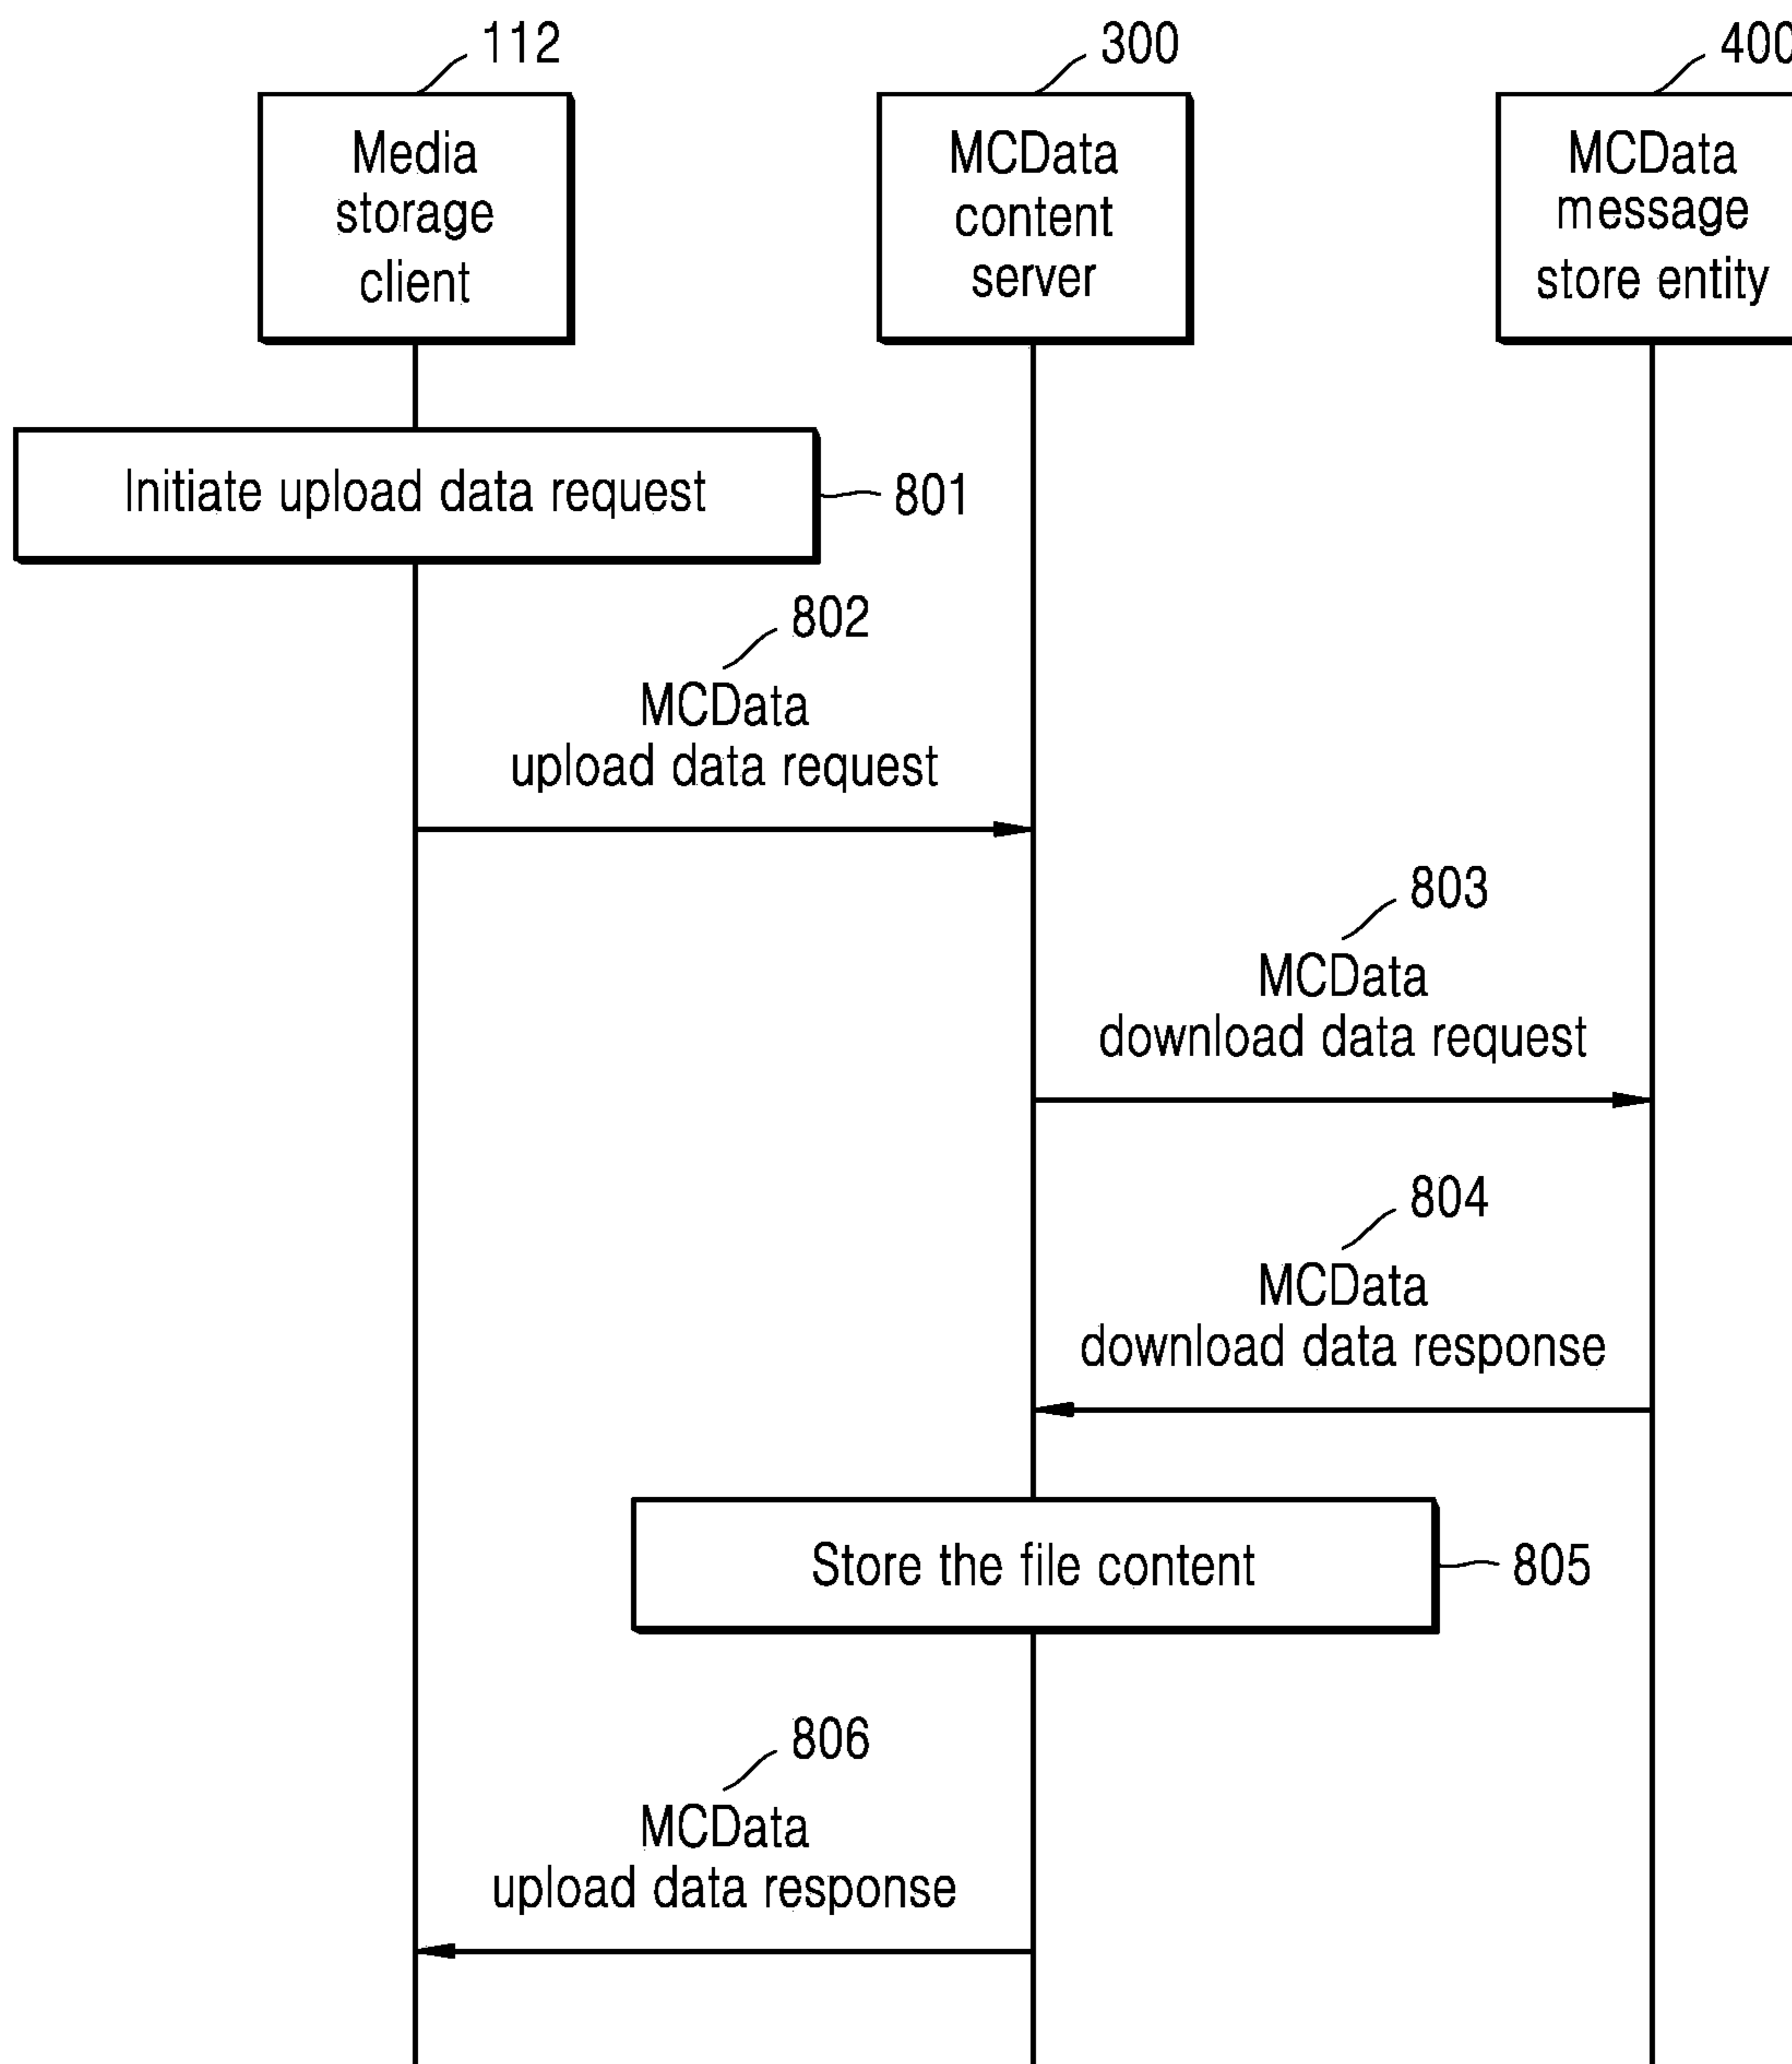 112
300
400
Media
storage
client
MCData
content
server
MCData
message
store entity
Initiate upload data request
801
802
MCData
upload data request
803
MCData
download data request
804
MCData
download data response
Store the file content
805
806
MCData
upload data response